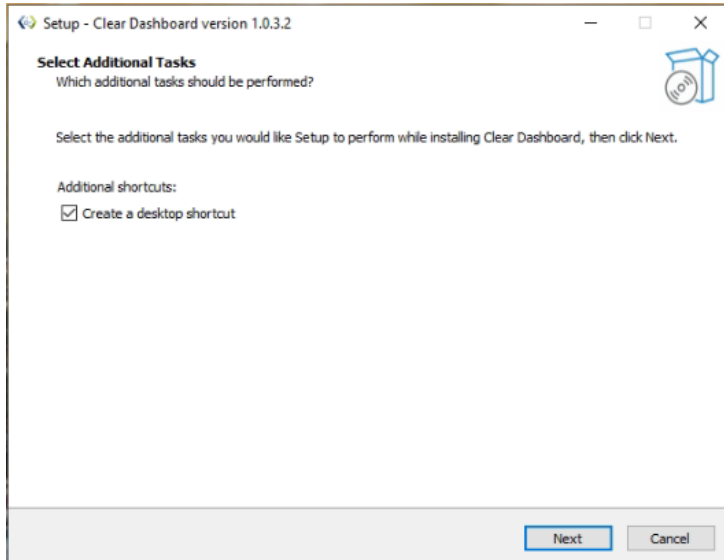 Setup - Clear Dashboard version 1.0.3.2
Select Additional Tasks
Which additional tasks should be performed?
Select the additional tasks you would like Setup to perform while installing Clear Dashboard, then click Next.
Additional shortcuts:
Create a desktop shortcut
Next
Cancel